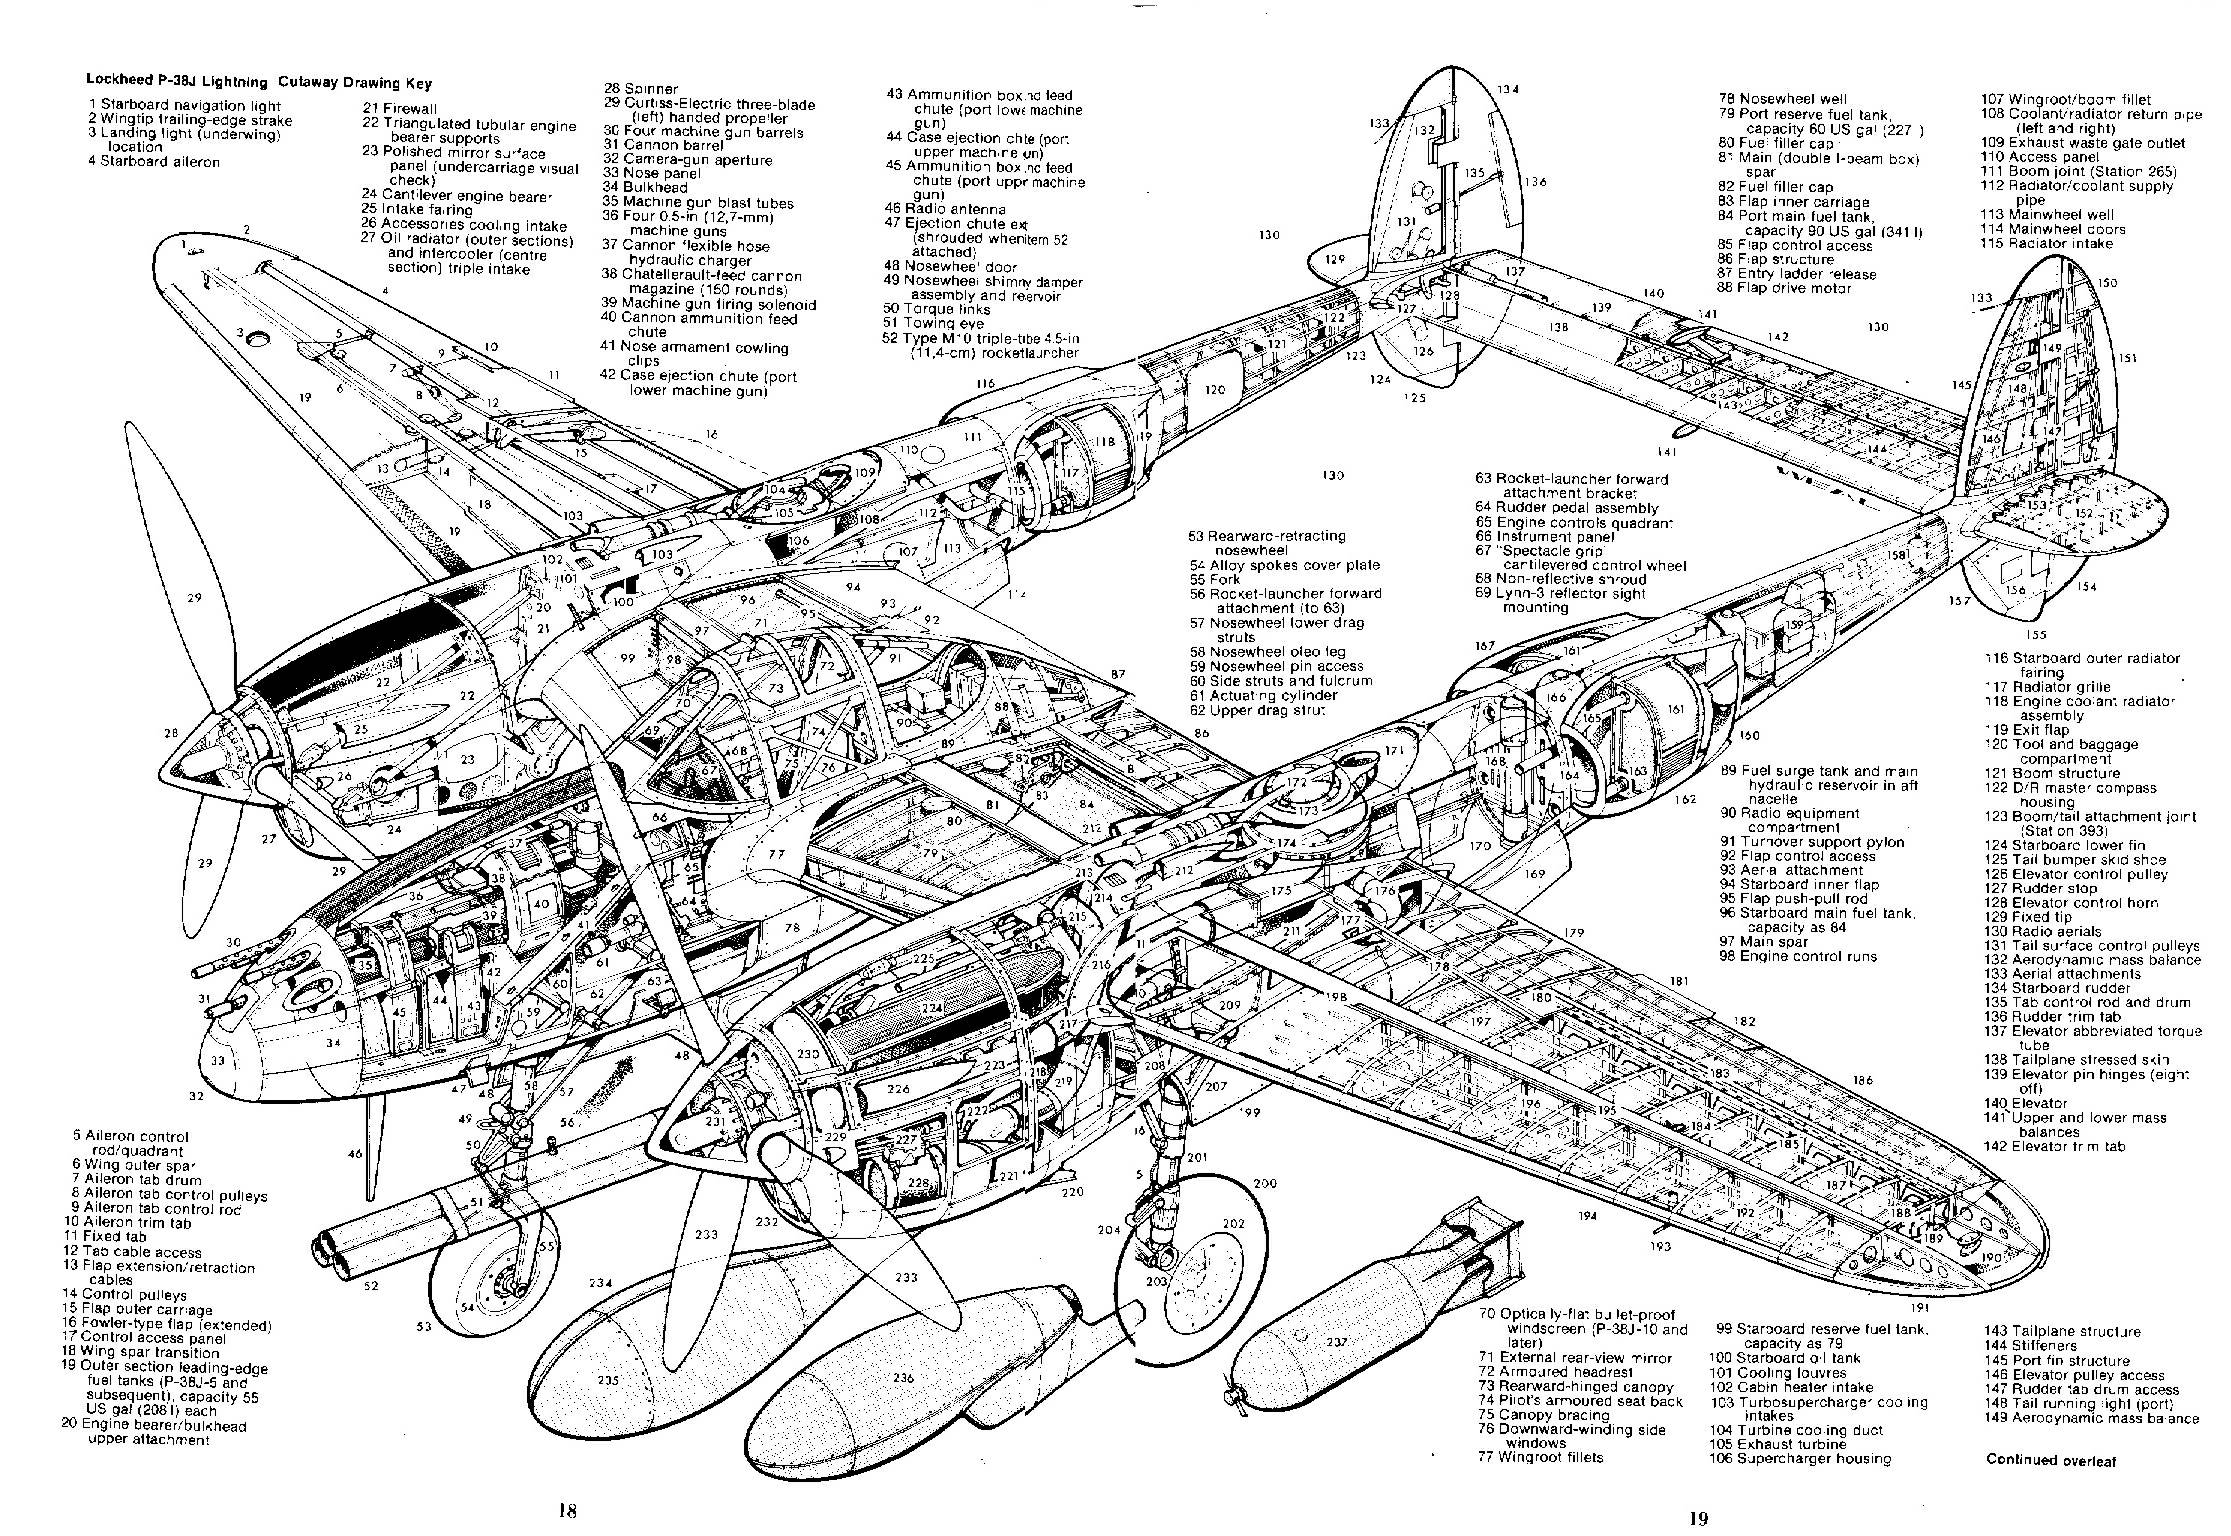 Lockheed P-38J Lightning Cutaway Drawing Key
1 Starboard navigation light
2 Wingtip trailing-edge strake
3 Landing light (underwing)
location
4 Starboard aileron
5 Aileron control
rod/quadrant
6 Wing outer spar
7 Aileron tab drum
8 Aileron tab control pulleys
9 Aileron tab control rod
10 Aileron trim tab
11 Fixed tab
12 Tab cable access
13 Flap extension/retraction
cables
14 Control pulleys
15 Flap outer carriage
16 Fowler-type flap (extended)
17 Control access panel
18 Wing spar transition
19 Outer section leading-edge
fuel tanks (P-38J-5 and
subsequent), capacity 55
US gal (208 l) each
20 Engine bearer/bulkhead
upper attachment
21 Firewall
22 Triangulated tubular engine
bearer supports
23 Polished mirror surface
panel (undercarriage visual
check)
24 Cantilever engine bearer
25 Intake fairing
26 Accessories cooling intake
27 Oil radiator (outer sections)
and intercooler (centre
section) triple intake
28 Spinner
29 Curtiss-Electric three-blade
(left) handed propeller
30 Four machine gun barrels
31 Cannon barrel
32 Camera-gun aperture
33 Nose panel
34 Bulkhead
35 Machine gun blast tubes
36 Four 0.5-in (12,7-mm)
machine guns
37 Cannon flexible hose
hydraulic charger
38 Chatellerault-feed cannon
magazine (150 rounds)
39 Machine gun firing solenoid
40 Cannon ammunition feed
chute
41 Nose armament cowling
clips
42 Case ejection chute (port
lower machine gun)
43 Ammunition box and feed
chute (port lower machine
gun)
44 Case ejection chte (port
upper machine gun)
45 Ammunition box and feed
chute (port uppr machine
gun)
46 Radio antenna
47 Ejection chute ext
(shrouded when item 52
attached)
48 Nosewheel door
49 Nosewheel shimmy damper
assembly and reservoir
50 Torque links
51 Towing eye
52 Type M10 triple-tube 4.5-in
(11,4-cm) rocket launcher
53 Rearward-retracting
nosewheel
54 Alloy spokes cover plate
55 Fork
56 Rocket-launcher forward
attachment (to 63)
57 Nosewheel lower drag
struts
58 Nosewheel oleo leg
59 Nosewheel pin access
60 Side struts and fulcrum
61 Actuating cylinder
62 Upper drag strut
63 Rocket-launcher forward
attachment bracket
64 Rudder pedal assembly
65 Engine controls quadrant
66 Instrument panel
67 "Spectacle grip"
cantilevered control wheel
68 Non-reflective shroud
69 Lynn-3 reflector sight
mounting
70 Optically-flat bullet-proof
windscreen (P-38J-10 and
later)
71 External rear-view mirror
72 Armoured headrest
73 Rearward-hinged canopy
74 Pilot's armoured seat back
75 Canopy bracing
76 Downward-winding side
windows
77 Wingroot fillets
78 Nosewheel well
79 Port reserve fuel tank,
capacity 60 US gal (227 l)
80 Fuel filler cap
81 Main (double I-beam box)
spar
82 Fuel filler cap
83 Flap inner carriage
84 Port main fuel tank,
capacity 90 US gal (341 l)
85 Flap control access
86 Flap structure
87 Entry ladder release
88 Flap drive motor
89 Fuel surge tank and main
hydraulic reservoir in aft
nacelle
90 Radio equipment
compartment
91 Turnover support pylon
92 Flap control access
93 Aerial attachment
94 Starboard inner flap
95 Flap push-pull rod
96 Starboard main fuel tank,
capacity as 84
97 Main spar
98 Engine control runs
99 Starboard reserve fuel tank,
capacity as 79
100 Starboard oil tank
101 Cooling louvres
102 Cabin heater intake
103 Turbosupercharger cooling
intakes
104 Turbine cooling duct
105 Exhaust turbine
106 Supercharger housing
107 Wingroot/boom fillet
108 Coolant/radiator return pipe
(left and right)
109 Exhaust waste gate outlet
110 Access panel
111 Boom joint (Station 265)
112 Radiator/coolant supply
pipe
113 Mainwheel well
114 Mainwheel doors
115 Radiator intake
116 Starboard outer radiator
fairing
117 Radiator grille
118 Engine coolant radiator
assembly
119 Exit flap
120 Tool and baggage
compartment
121 Boom structure
122 D/R master compass
housing
123 Boom/tail attachment joint
(Station 393)
124 Starboard lower fin
125 Tail bumper skid shoe
126 Elevator control pulley
127 Rudder stop
128 Elevator control horn
129 Fixed tip
130 Radio aerials
131 Tail surface control pulleys
132 Aerodynamic mass balance
133 Aerial attachments
134 Starboard rudder
135 Tab control rod and drum
136 Rudder trim tab
137 Elevator abbreviated torque
tube
138 Tailplane stressed skin
139 Elevator pin hinges (eight
off)
140 Elevator
141 Upper and lower mass
balances
142 Elevator trim tab
143 Tailplane structure
144 Stiffeners
145 Port fin structure
146 Elevator pulley access
147 Rudder tab drum access
148 Tail running light (port)
149 Aerodynamic mass balance
Continued overleaf
18
19